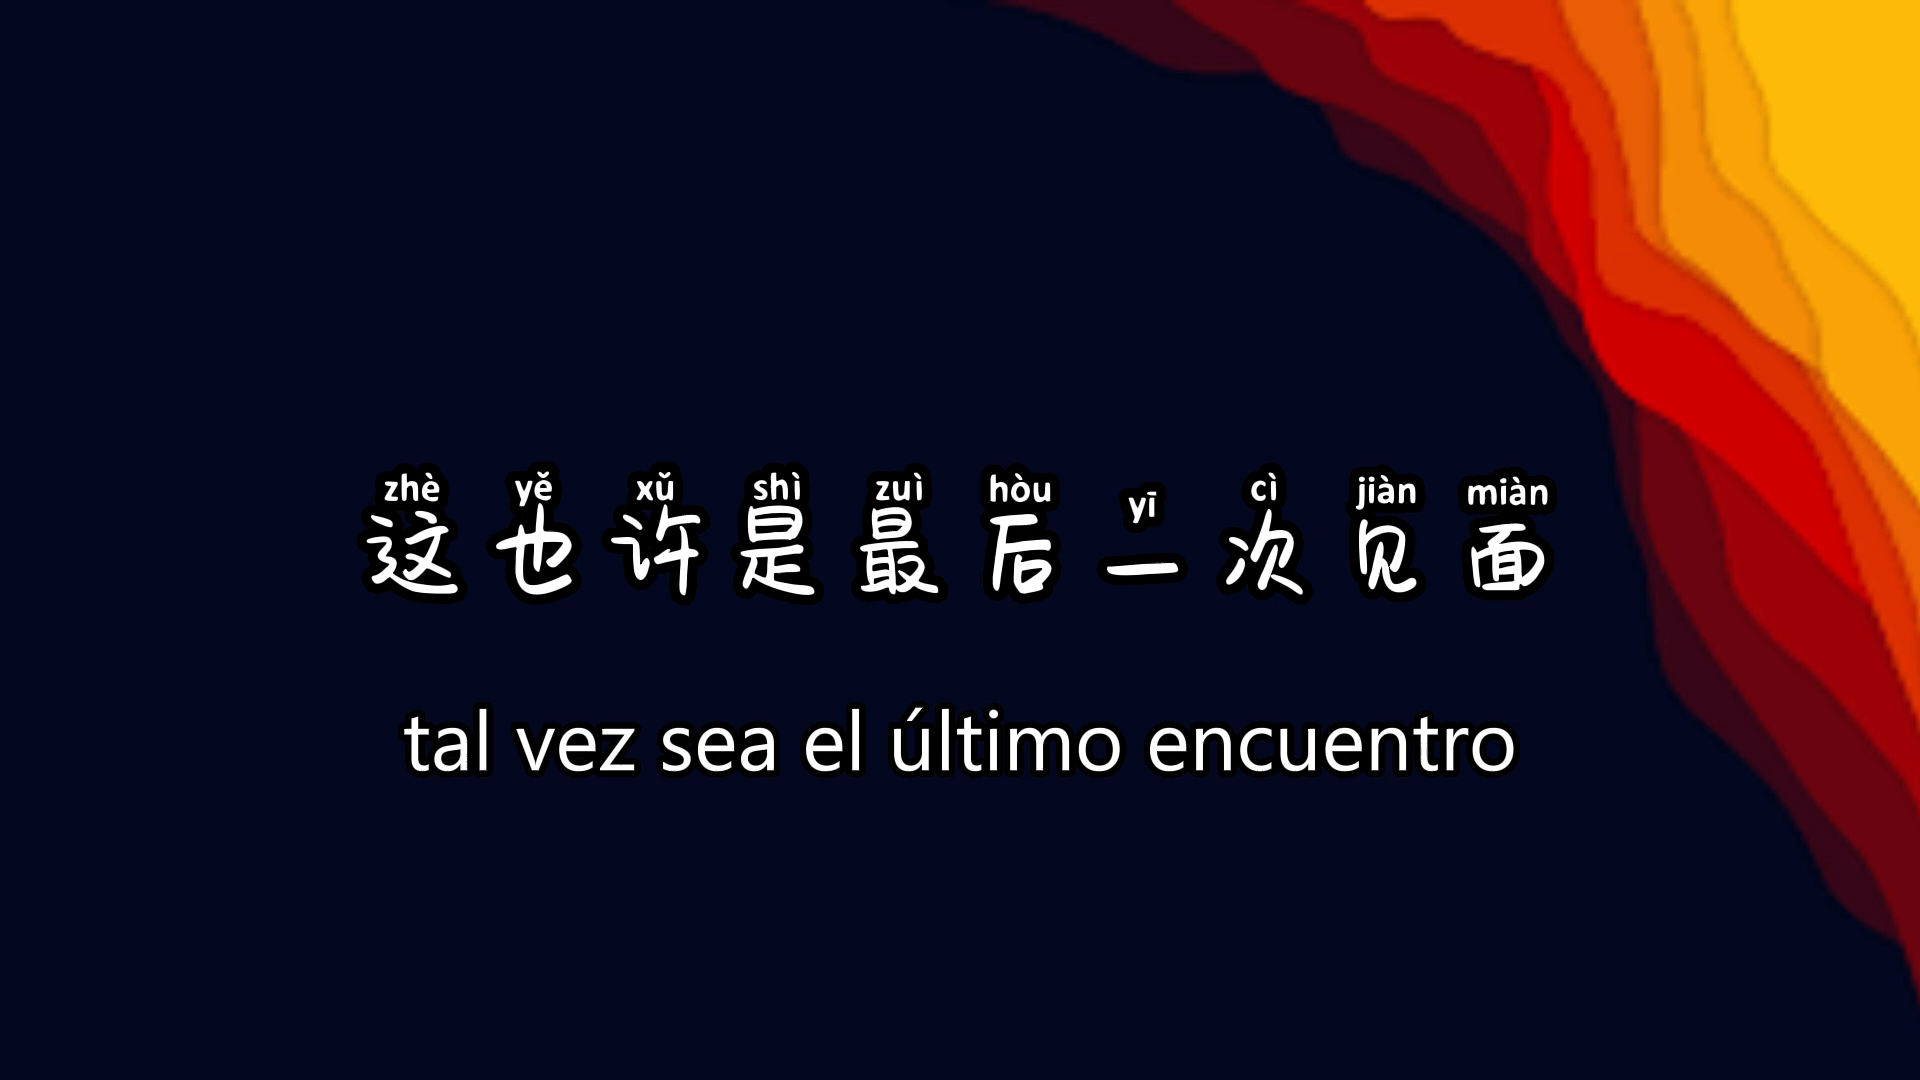 zhè yě xǔ shì zuì hòu yī cì jiàn miàn
这也许是最后一次见面
tal vez sea el último encuentro